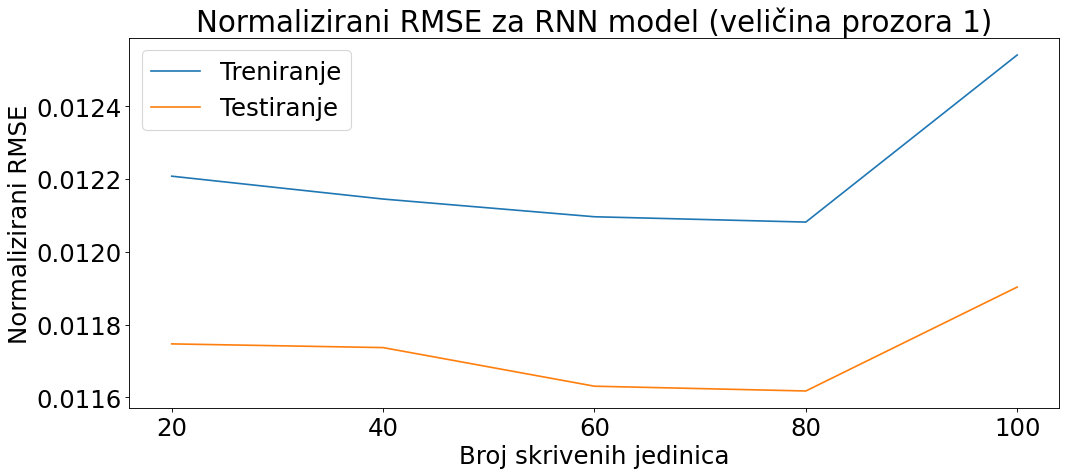 Normalizirani RMSE za RNN model (veličina prozora 1)
Treniranje
Testiranje
Normalizirani RMSE
0.0124
0.0122
0.0120
0.0118
0.0116
20 40 60 80 100
Broj skrivenih jedinica